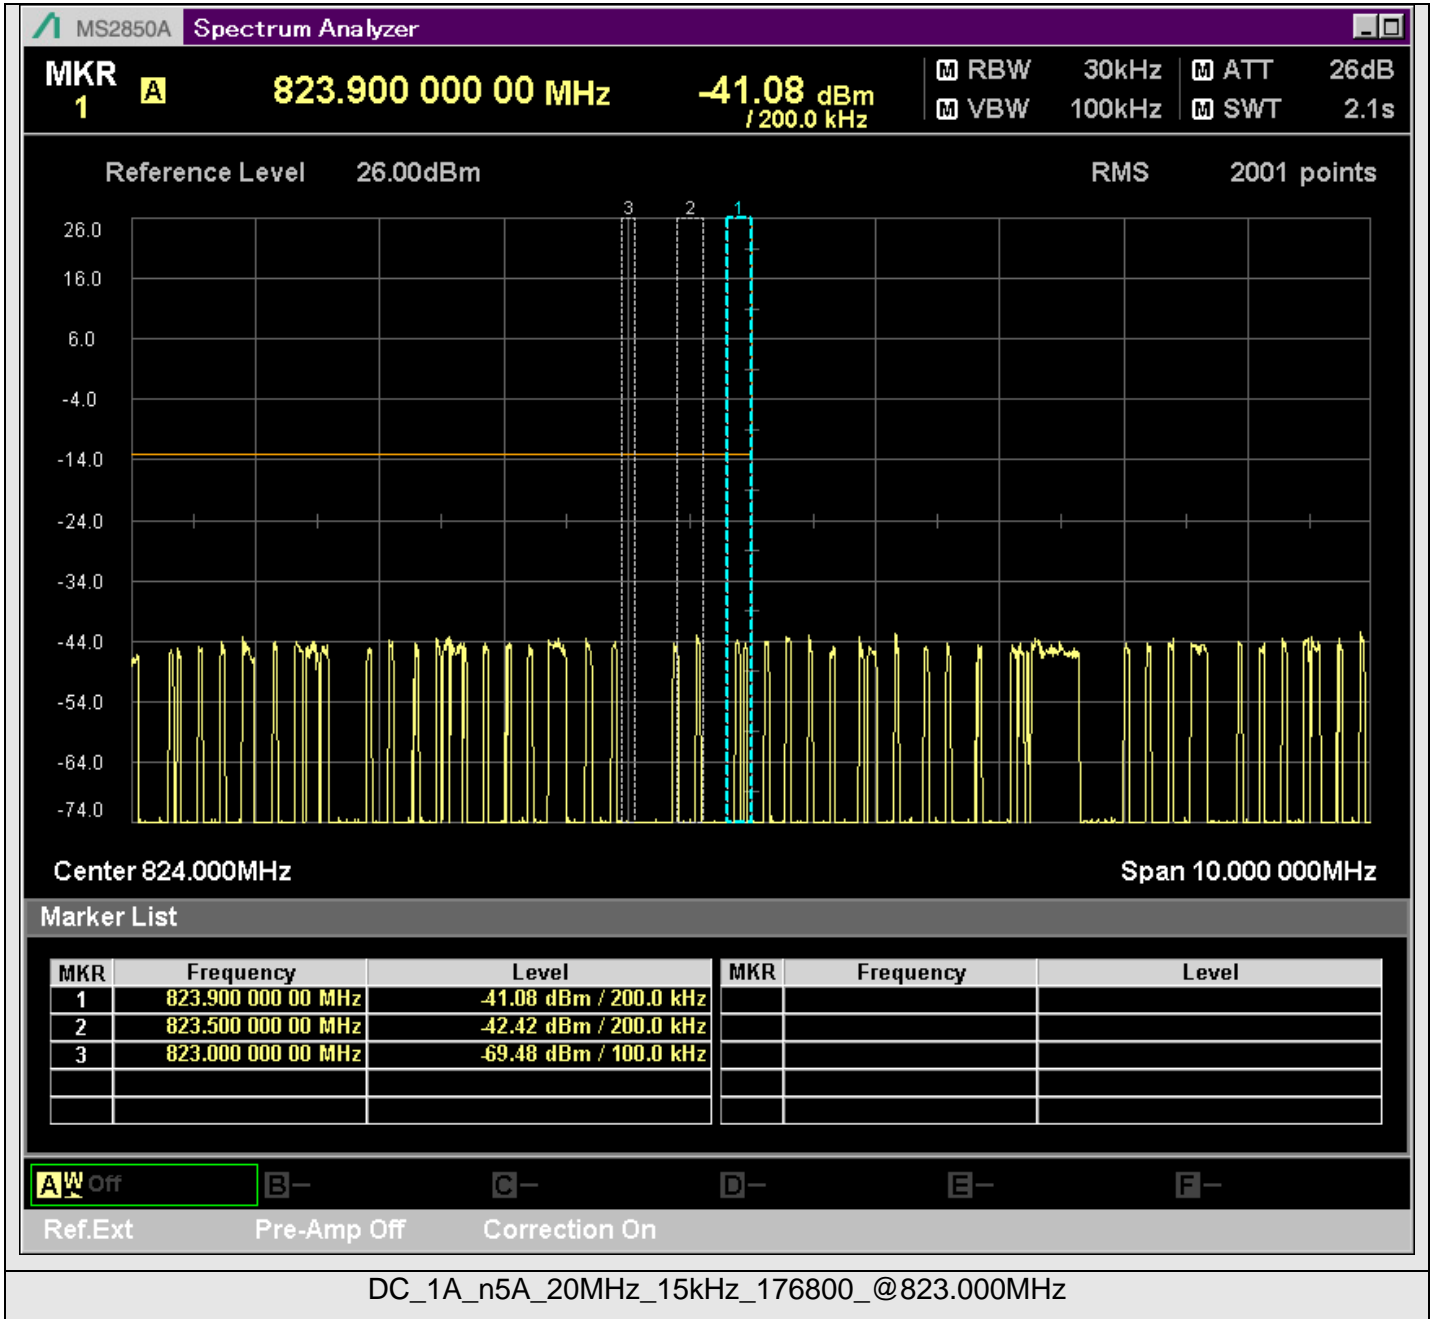 MS2850A Spectrum Analyzer
MKR 1 A 823.900 000 00 MHz -41.08 dBm / 200.0 kHz
M RBW 30kHz M ATT 26dB
M VBW 100kHz M SWT 2.1s
Reference Level 26.00dBm RMS 2001 points
3 2 1
26.0
16.0
6.0
-4.0
-14.0
-24.0
-34.0
-44.0
-54.0
-64.0
-74.0
Center 824.000MHz Span 10.000 000MHz
Marker List
MKR Frequency Level MKR Frequency Level
1 823.900 000 00 MHz -41.08 dBm / 200.0 kHz
2 823.500 000 00 MHz -42.42 dBm / 200.0 kHz
3 823.000 000 00 MHz -69.48 dBm / 100.0 kHz
A W Off B - C - D - E - F -
Ref.Ext Pre-Amp Off Correction On
DC_1A_n5A_20MHz_15kHz_176800_@823.000MHz